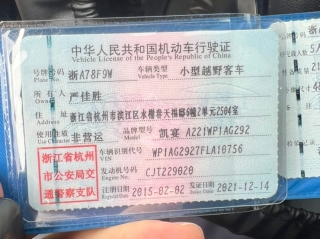 中华人民共和国机动车行驶证
Vehicle License of the People's Republic of China
号牌号码 浙A78F9W 车辆类型 小型越野客车
Plate No. Vehicle Type
所有人 严佳胜
Owner
住址 浙江省杭州市滨江区水榭春天福邸6幢2单元2504室
Address
使用性质 非营运 品牌型号 凯宴 A221WP1AG292
Use Character Model
浙江省杭州市公安局交通警察支队
车辆识别代号 WP1AG2927FLA10756
VIN
发动机号码 CJT229020
Engine No.
注册日期 2015-02-02 发证日期 2021-12-14
Register Date Issue Date